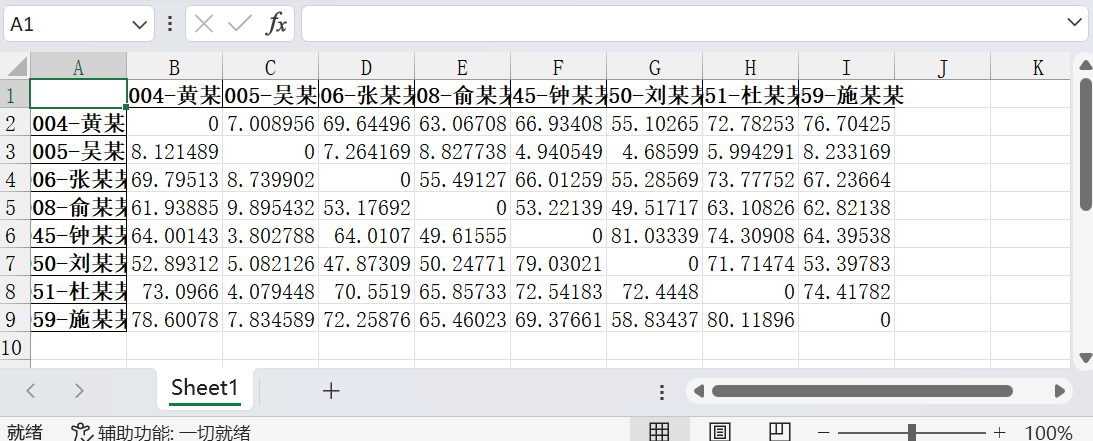 A1 fx
A B C D E F G H I J K
1 004-黄某 005-吴某 06-张某某 08-俞某某 45-钟某某 50-刘某某 51-杜某某 59-施某某
2 004-黄某 0 7.008956 69.64496 63.06708 66.93408 55.10265 72.78253 76.70425
3 005-吴某 8.121489 0 7.264169 8.827738 4.940549 4.68599 5.994291 8.233169
4 06-张某某 69.79513 8.739902 0 55.49127 66.01259 55.28569 73.77752 67.23664
5 08-俞某某 61.93885 9.895432 53.17692 0 53.22139 49.51717 63.10826 62.82138
6 45-钟某某 64.00143 3.802788 64.0107 49.61555 0 81.03339 74.30908 64.39538
7 50-刘某某 52.89312 5.082126 47.87309 50.24771 79.03021 0 71.71474 53.39783
8 51-杜某某 73.0966 4.079448 70.5519 65.85733 72.54183 72.4448 0 74.41782
9 59-施某某 78.60078 7.834589 72.25876 65.46023 69.37661 58.83437 80.11896 0
10
Sheet1 +
就绪 辅助功能: 一切就绪 − + 100%